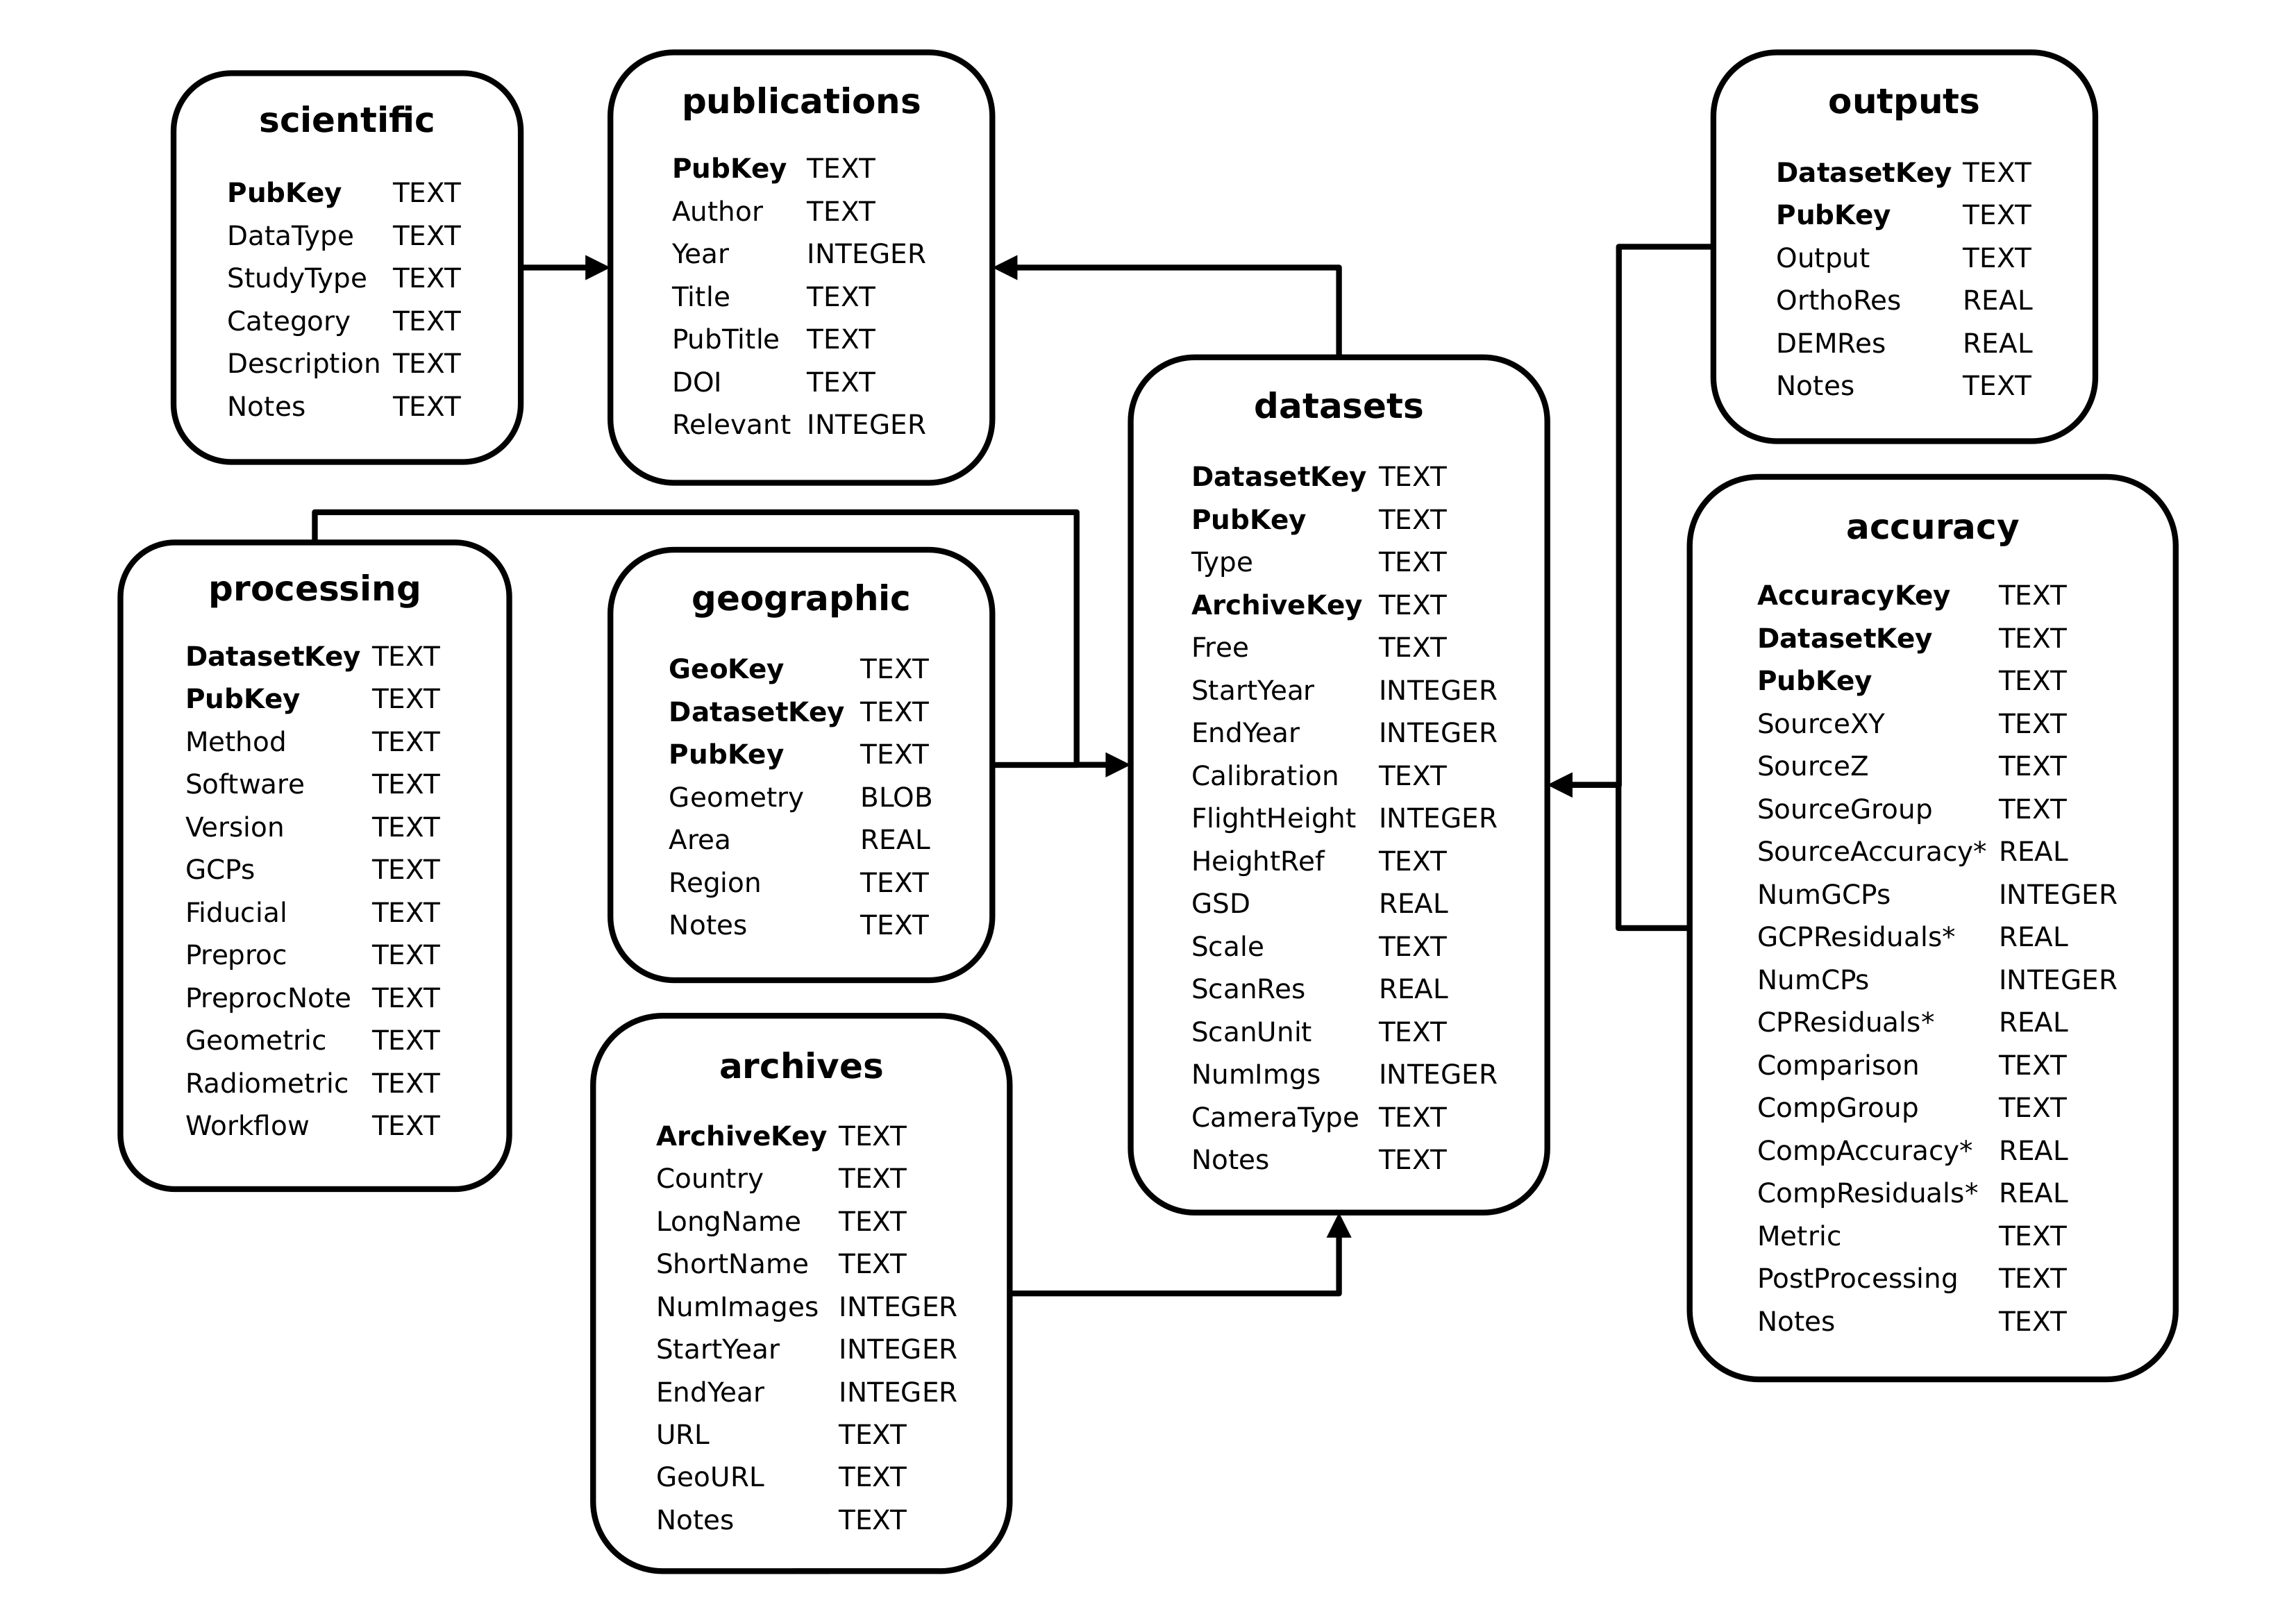 scientific
PubKey TEXT
DataType TEXT
StudyType TEXT
Category TEXT
Description TEXT
Notes TEXT
publications
PubKey TEXT
Author TEXT
Year INTEGER
Title TEXT
PubTitle TEXT
DOI TEXT
Relevant INTEGER
outputs
DatasetKey TEXT
PubKey TEXT
Output TEXT
OrthoRes REAL
DEMRes REAL
Notes TEXT
processing
DatasetKey TEXT
PubKey TEXT
Method TEXT
Software TEXT
Version TEXT
GCPs TEXT
Fiducial TEXT
Preproc TEXT
PreprocNote TEXT
Geometric TEXT
Radiometric TEXT
Workflow TEXT
geographic
GeoKey TEXT
DatasetKey TEXT
PubKey TEXT
Geometry BLOB
Area REAL
Region TEXT
Notes TEXT
datasets
DatasetKey TEXT
PubKey TEXT
Type TEXT
ArchiveKey TEXT
Free TEXT
StartYear INTEGER
EndYear INTEGER
Calibration TEXT
FlightHeight INTEGER
HeightRef TEXT
GSD REAL
Scale TEXT
ScanRes REAL
ScanUnit TEXT
NumImgs INTEGER
CameraType TEXT
Notes TEXT
accuracy
AccuracyKey TEXT
DatasetKey TEXT
PubKey TEXT
SourceXY TEXT
SourceZ TEXT
SourceGroup TEXT
SourceAccuracy* REAL
NumGCPs INTEGER
GCPResiduals* REAL
NumCPs INTEGER
CPResiduals* REAL
Comparison TEXT
CompGroup TEXT
CompAccuracy* REAL
CompResiduals* REAL
Metric TEXT
PostProcessing TEXT
Notes TEXT
archives
ArchiveKey TEXT
Country TEXT
LongName TEXT
ShortName TEXT
NumImages INTEGER
StartYear INTEGER
EndYear INTEGER
URL TEXT
GeoURL TEXT
Notes TEXT